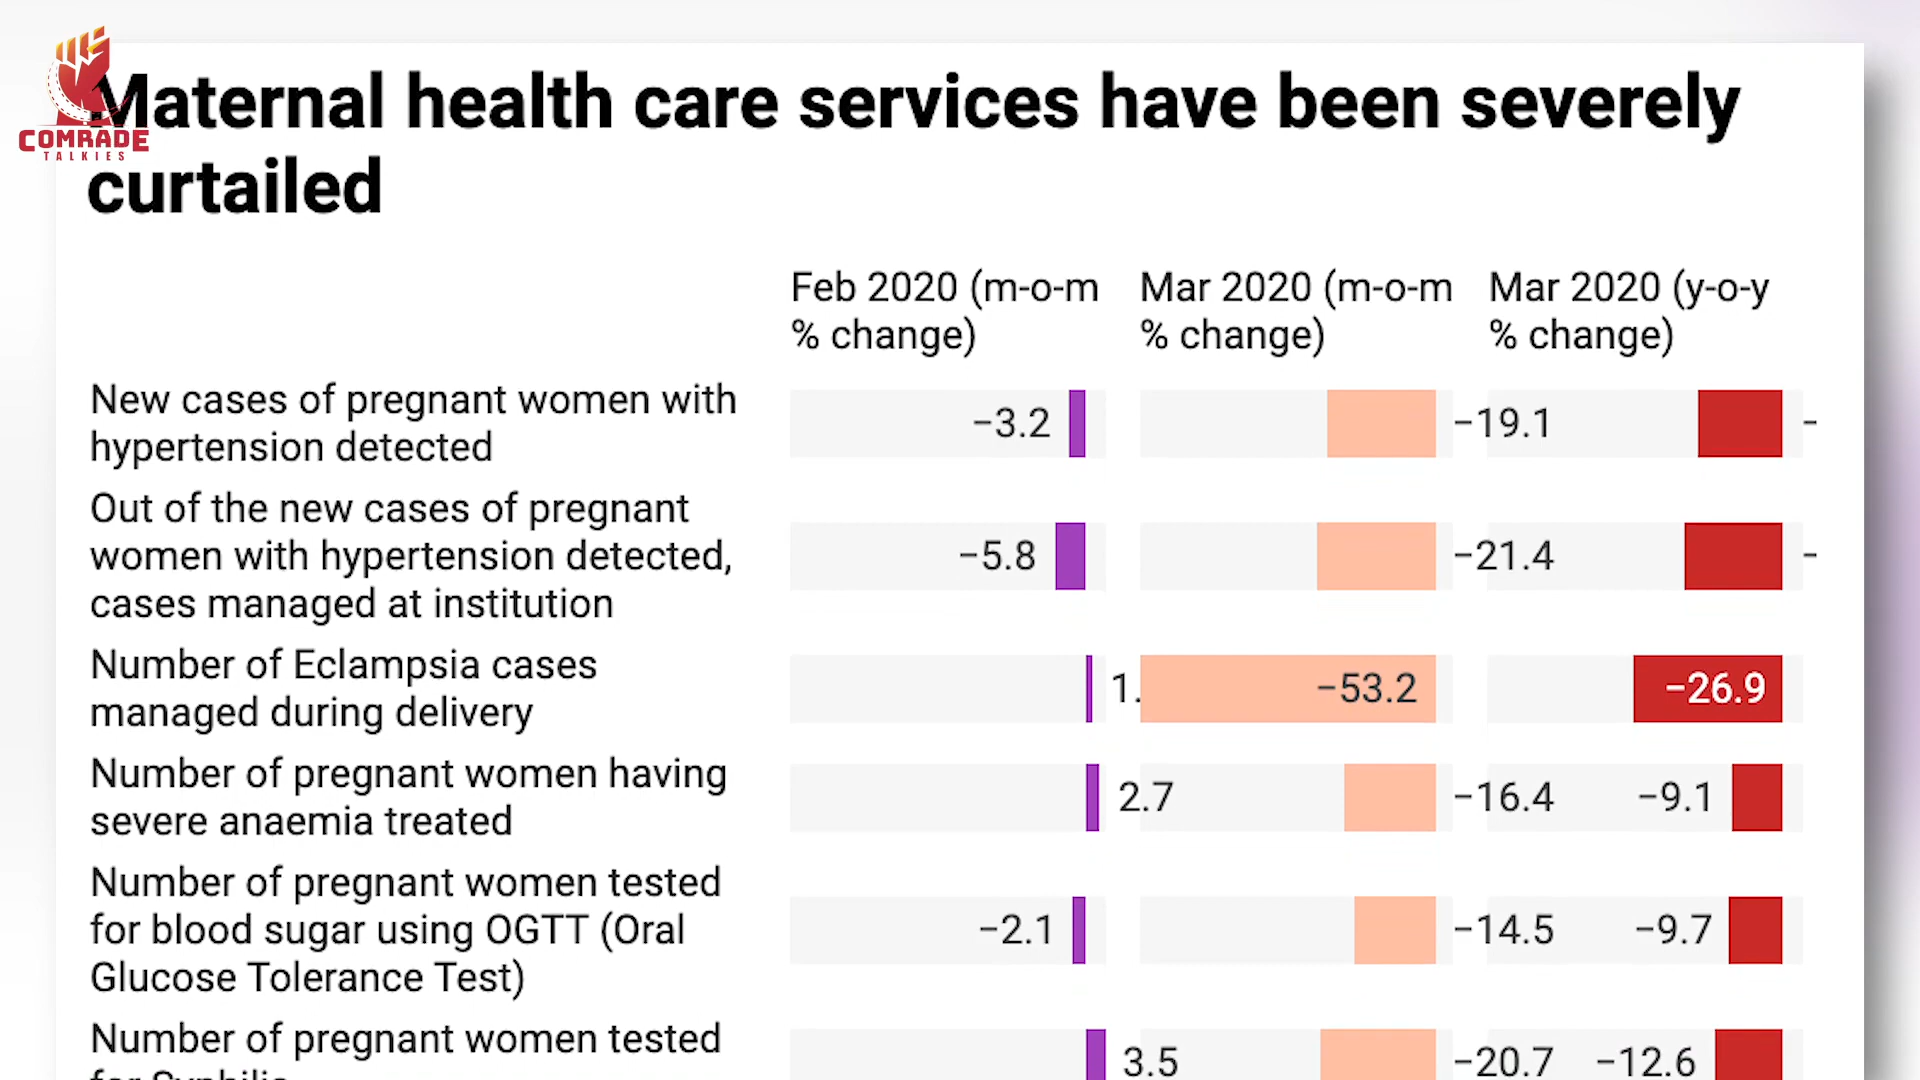 COMRADE
TALKIES
Maternal health care services have been severely
curtailed
Feb 2020 (m-o-m
% change)
Mar 2020 (m-o-m
% change)
Mar 2020 (y-o-y
% change)
New cases of pregnant women with
hypertension detected
−3.2
−19.1
−
Out of the new cases of pregnant
women with hypertension detected,
cases managed at institution
−5.8
−21.4
−
Number of Eclampsia cases
managed during delivery
1.
−53.2
−26.9
Number of pregnant women having
severe anaemia treated
2.7
−16.4
−9.1
Number of pregnant women tested
for blood sugar using OGTT (Oral
Glucose Tolerance Test)
−2.1
−14.5
−9.7
Number of pregnant women tested
for Syphilis
3.5
−20.7
−12.6